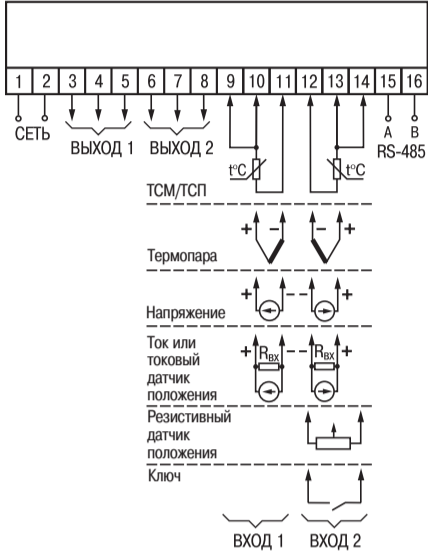 1 2 3 4 5 6 7 8 9 10 11 12 13 14 15 16
СЕТЬ
ВЫХОД 1
ВЫХОД 2
A B
RS-485
t°C t°C
ТСМ/ТСП
+ – – +
Термопара
+ - - +
Напряжение
Ток или
токовый
датчик
положения
+ Rвх - - Rвх +
Резистивный
датчик
положения
Ключ
ВХОД 1 ВХОД 2